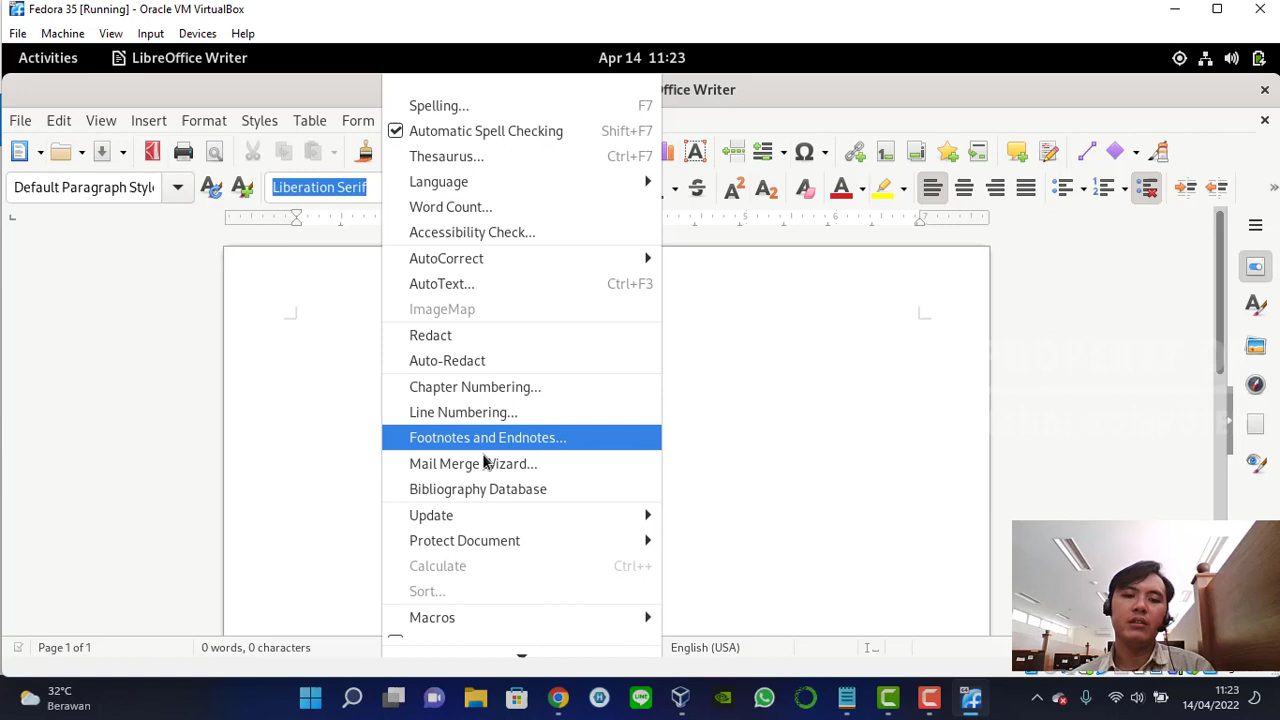 Fedora 35 [Running] - Oracle VM VirtualBox
File Machine View Input Devices Help
Activities LibreOffice Writer Apr 14 11:23
Office Writer
File Edit View Insert Format Styles Table Form
Spelling... F7
Automatic Spell Checking Shift+F7
Thesaurus... Ctrl+F7
Default Paragraph Style Liberation Serif
Language
Word Count...
5 6 7
Accessibility Check...
AutoCorrect
AutoText... Ctrl+F3
ImageMap
Redact
Auto-Redact
Chapter Numbering...
Line Numbering...
Footnotes and Endnotes...
Mail Merge Wizard...
Bibliography Database
Update
Protect Document
Calculate Ctrl++
Sort...
Macros
Page 1 of 1 0 words, 0 characters English (USA)
32°C
Berawan
11:23
14/04/2022